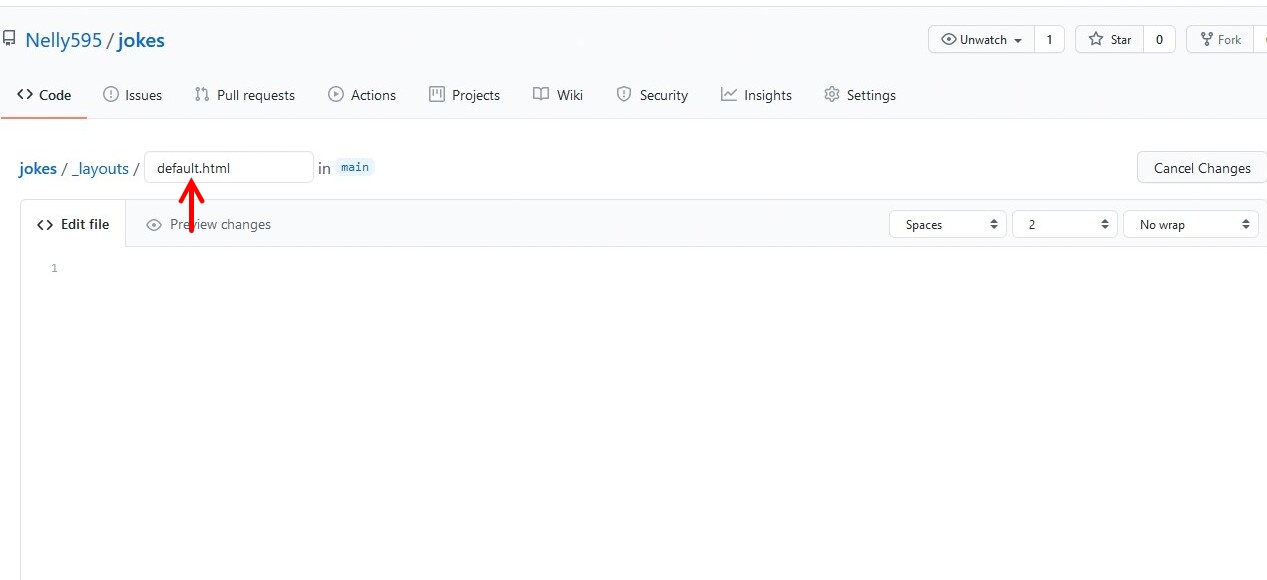 Nelly595 / jokes Unwatch 1 Star 0 Fork
Code Issues Pull requests Actions Projects Wiki Security Insights Settings
jokes / _layouts / default.html in main Cancel Changes
Edit file Preview changes Spaces 2 No wrap
1